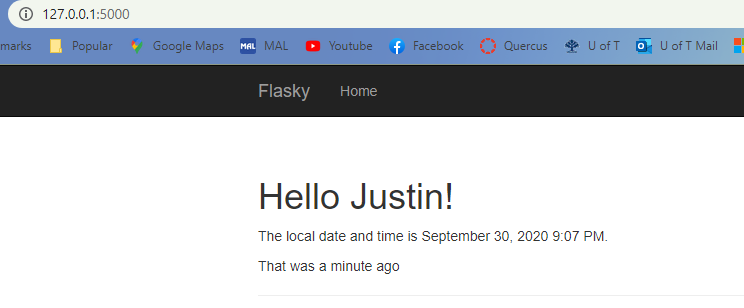 127.0.0.1:5000
marks Popular Google Maps MAL MAL Youtube Facebook Quercus U of T U of T Mail
Flasky Home
Hello Justin!
The local date and time is September 30, 2020 9:07 PM.
That was a minute ago